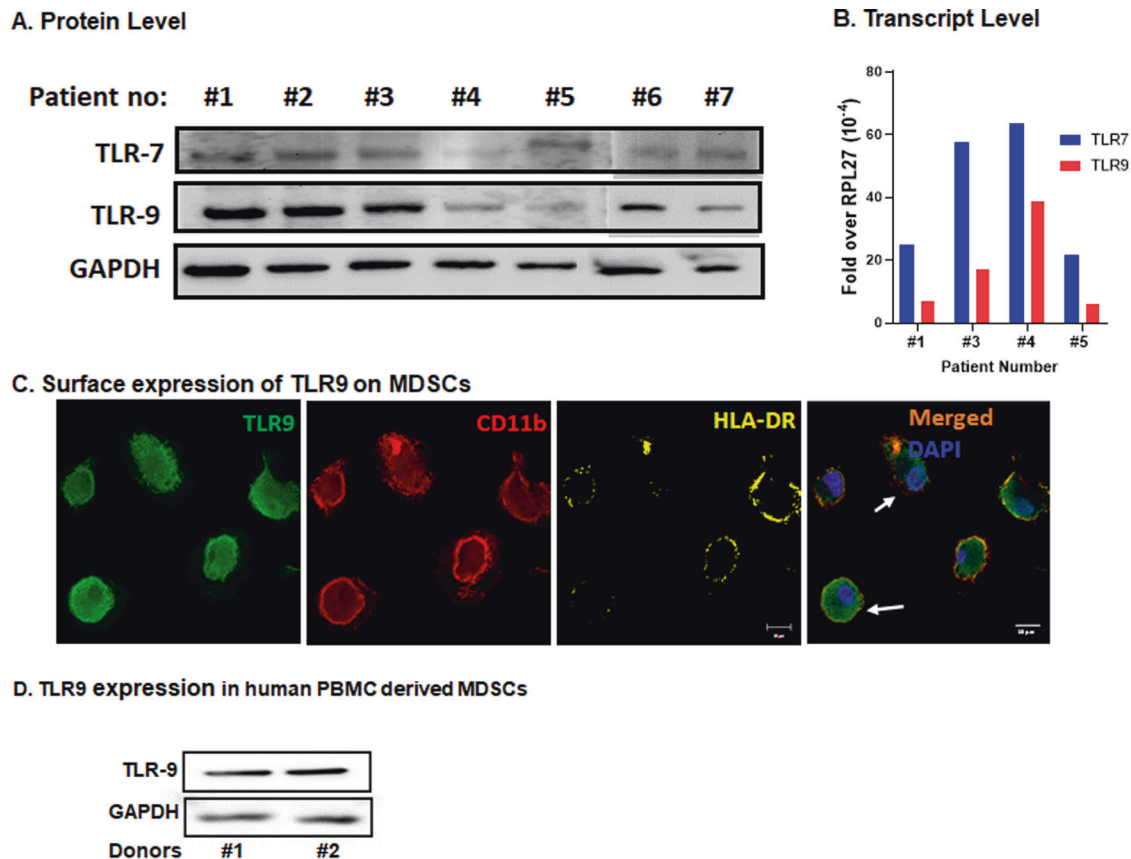 A. Protein Level
Patient no: #1 #2 #3 #4 #5 #6 #7
TLR-7
TLR-9
GAPDH
B. Transcript Level
Fold over RPL27 (10⁻⁴)
80
60
40
20
0
TLR7
TLR9
#1 #3 #4 #5
Patient Number
C. Surface expression of TLR9 on MDSCs
TLR9
CD11b
HLA-DR
Merged
DAPI
D. TLR9 expression in human PBMC derived MDSCs
TLR-9
GAPDH
Donors #1 #2